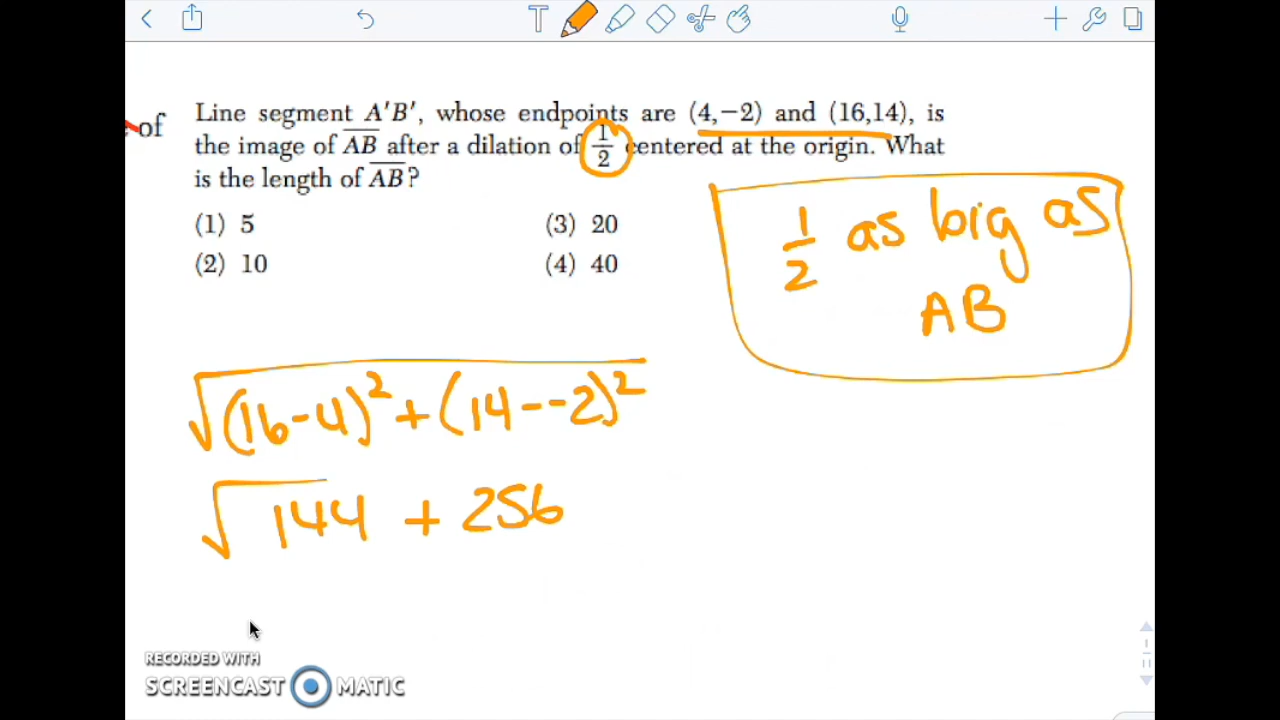 of
Line segment A′B′, whose endpoints are (4,−2) and (16,14), is
the image of A͞B͞ after a dilation of 1/2 centered at the origin. What
is the length of A͞B͞?
(1) 5
(3) 20
(2) 10
(4) 40
1/2 as big as
AB
√(16-4)² + (14--2)²
√144 + 256
RECORDED WITH
SCREENCAST MATIC